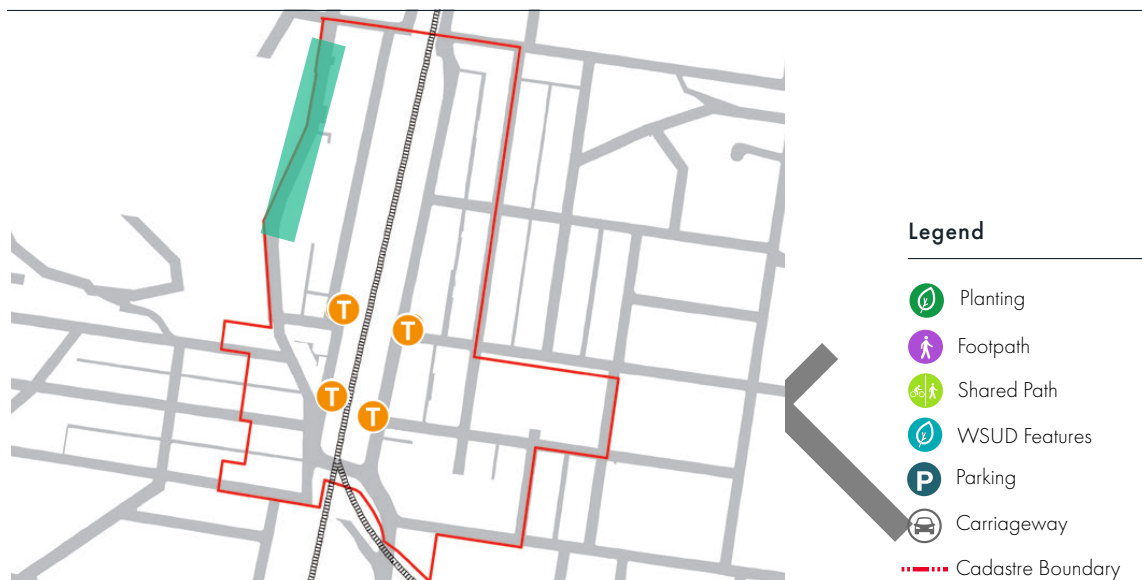 T
T
T
T
Legend
Planting
Footpath
Shared Path
WSUD Features
P Parking
Carriageway
Cadastre Boundary